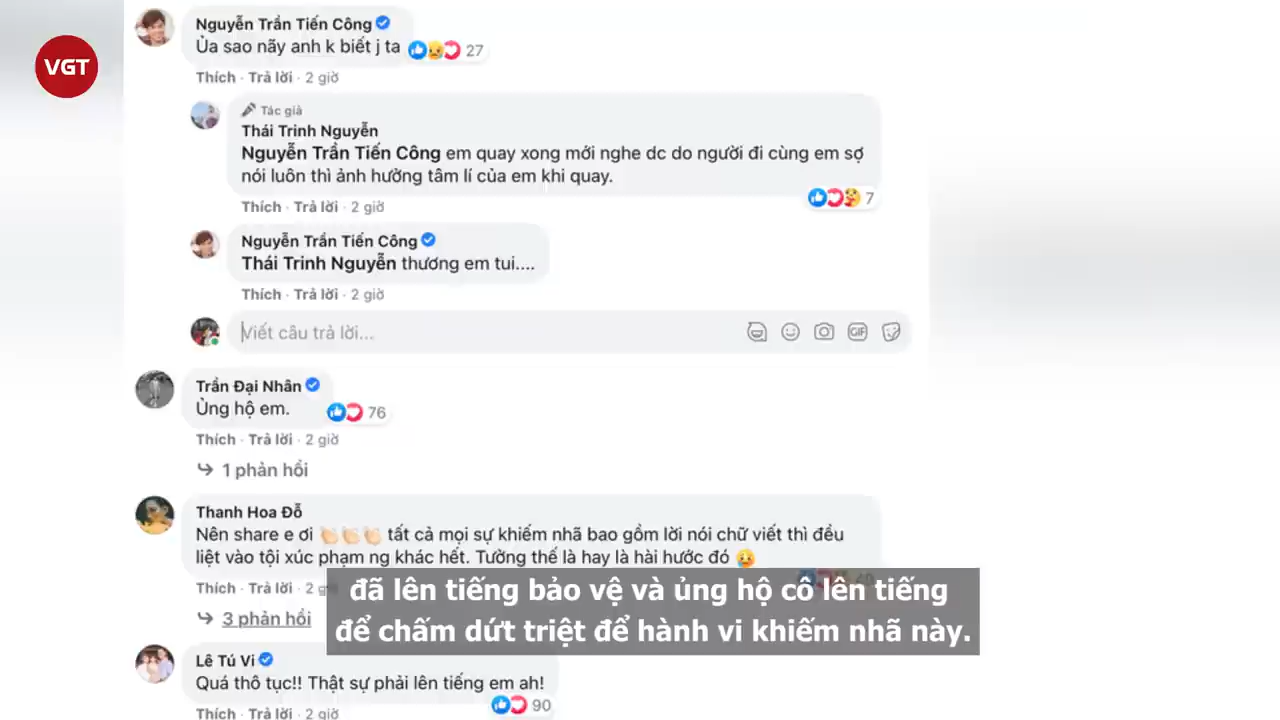 VGT
Nguyễn Trần Tiến Công
Ủa sao nãy anh k biết j ta
27
Thích · Trả lời · 2 giờ
Tác giả
Thái Trinh Nguyễn
Nguyễn Trần Tiến Công em quay xong mới nghe dc do người đi cùng em sợ
nói luôn thì ảnh hưởng tâm lí của em khi quay.
7
Thích · Trả lời · 2 giờ
Nguyễn Trần Tiến Công
Thái Trinh Nguyễn thương em tui....
Thích · Trả lời · 2 giờ
Viết câu trả lời...
GIF
Trần Đại Nhân
Ủng hộ em.
76
Thích · Trả lời · 2 giờ
1 phản hồi
Thanh Hoa Đỗ
Nên share e ơi 👏🏻👏🏻👏🏻 tất cả mọi sự khiếm nhã bao gồm lời nói chữ viết thì đều
liệt vào tội xúc phạm ng khác hết. Tưởng thế là hay là hài hước đó 😥
Thích · Trả lời · 2
3 phản hồi
đã lên tiếng bảo vệ và ủng hộ cô lên tiếng
để chấm dứt triệt để hành vi khiếm nhã này.
Lê Tú Vi
Quá thô tục!! Thật sự phải lên tiếng em ah!
90
Thích · Trả lời · 2 giờ